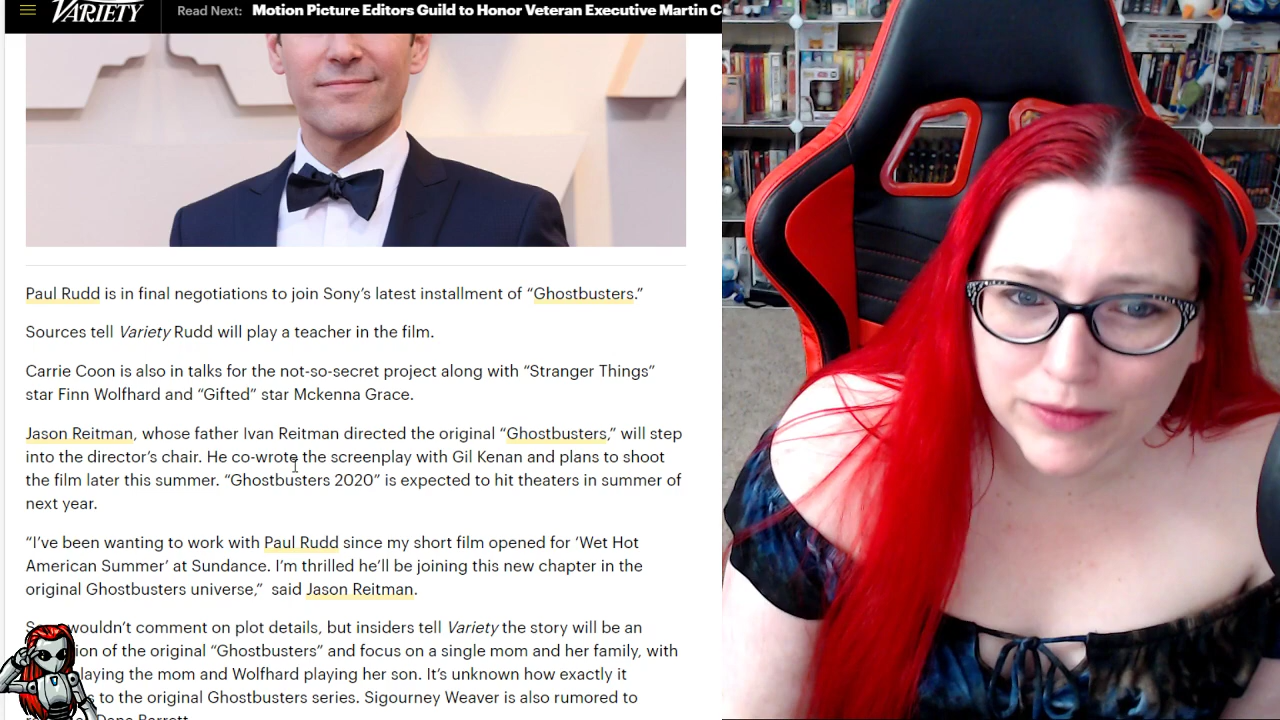 VARIETY
Read Next: Motion Picture Editors Guild to Honor Veteran Executive Martin C
Paul Rudd is in final negotiations to join Sony’s latest installment of “Ghostbusters.”
Sources tell Variety Rudd will play a teacher in the film.
Carrie Coon is also in talks for the not-so-secret project along with “Stranger Things”
star Finn Wolfhard and “Gifted” star Mckenna Grace.
Jason Reitman, whose father Ivan Reitman directed the original “Ghostbusters,” will step
into the director’s chair. He co-wrote the screenplay with Gil Kenan and plans to shoot
the film later this summer. “Ghostbusters 2020” is expected to hit theaters in summer of
next year.
“I’ve been wanting to work with Paul Rudd since my short film opened for ‘Wet Hot
American Summer’ at Sundance. I’m thrilled he’ll be joining this new chapter in the
original Ghostbusters universe,” said Jason Reitman.
wouldn’t comment on plot details, but insiders tell Variety the story will be an
of the original “Ghostbusters” and focus on a single mom and her family, with
the mom and Wolfhard playing her son. It’s unknown how exactly it
to the original Ghostbusters series. Sigourney Weaver is also rumored to
Dana Barrett